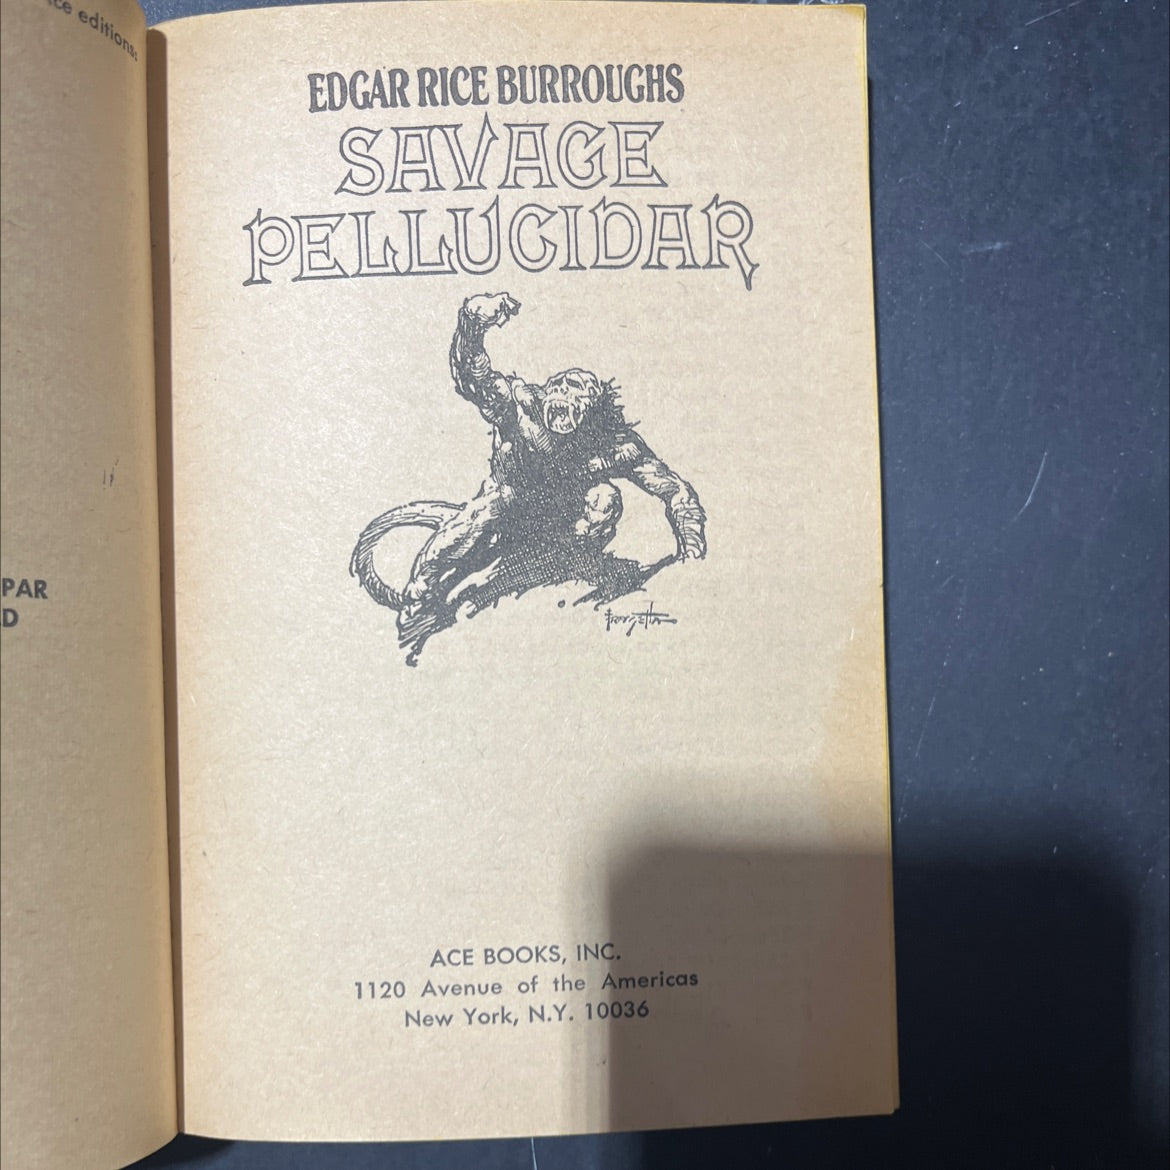 ce editions:
PAR
D
EDGAR RICE BURROUGHS
SAVAGE
PELLUCIDAR
Frazetta
ACE BOOKS, INC.
1120 Avenue of the Americas
New York, N.Y. 10036